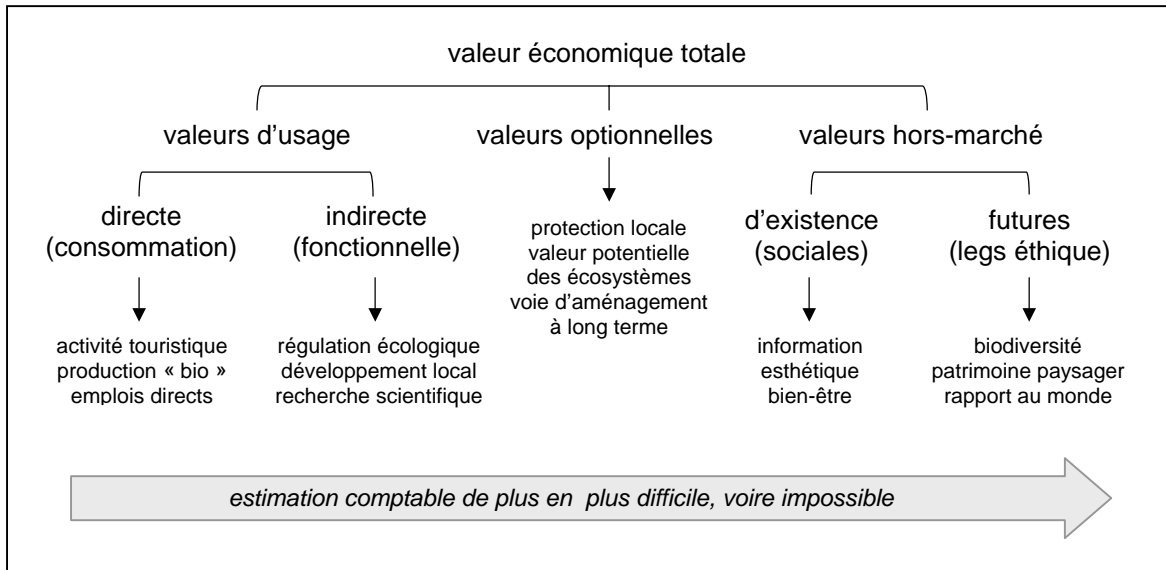 valeur économique totale
valeurs d'usage
valeurs optionnelles
valeurs hors-marché
directe
(consommation)
indirecte
(fonctionnelle)
protection locale
valeur potentielle
des écosystèmes
voie d'aménagement
à long terme
d'existence
(sociales)
futures
(legs éthique)
activité touristique
production « bio »
emplois directs
régulation écologique
développement local
recherche scientifique
information
esthétique
bien-être
biodiversité
patrimoine paysager
rapport au monde
estimation comptable de plus en plus difficile, voire impossible